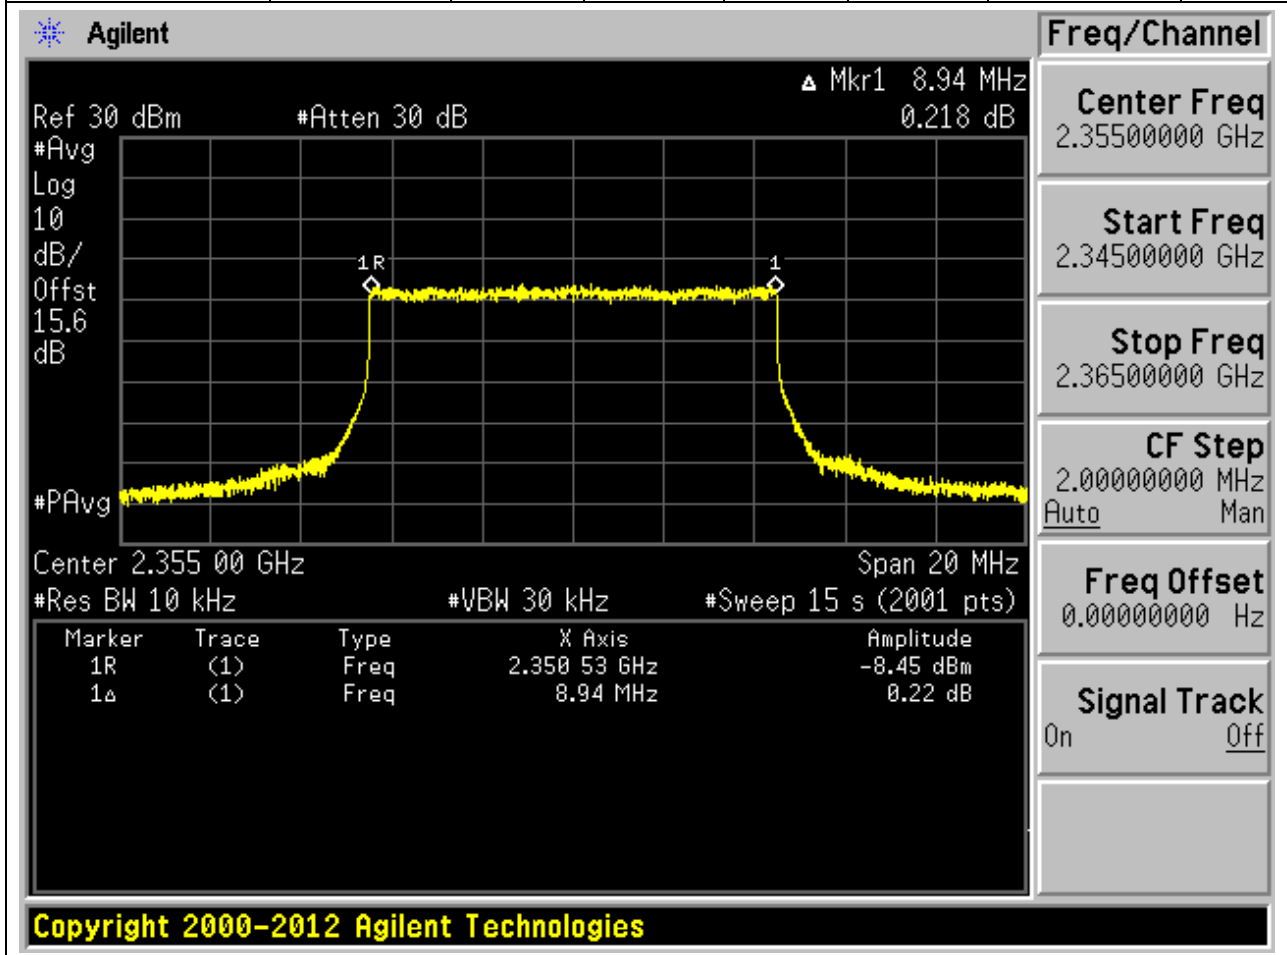 Agilent
Freq/Channel
Δ Mkr1 8.94 MHz
Ref 30 dBm #Atten 30 dB 0.218 dB
#Avg
Log
10
dB/
Offst
15.6
dB
#PAvg
1R
1
Center 2.355 00 GHz Span 20 MHz
#Res BW 10 kHz #VBW 30 kHz #Sweep 15 s (2001 pts)
Marker Trace Type X Axis Amplitude
1R (1) Freq 2.350 53 GHz -8.45 dBm
1Δ (1) Freq 8.94 MHz 0.22 dB
Center Freq
2.35500000 GHz
Start Freq
2.34500000 GHz
Stop Freq
2.36500000 GHz
CF Step
2.00000000 MHz
Auto Man
Freq Offset
0.00000000 Hz
Signal Track
On Off
Copyright 2000-2012 Agilent Technologies